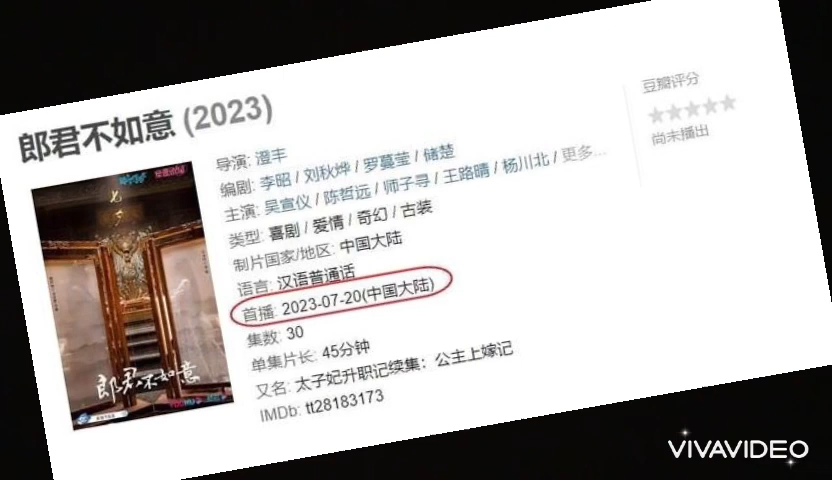 郎君不如意 (2023)
导演: 澄丰
编剧: 李昭 / 刘秋烨 / 罗蔓莹 / 储楚
主演: 吴宣仪 / 陈哲远 / 师子寻 / 王路晴 / 杨川北 / 更多...
类型: 喜剧 / 爱情 / 奇幻 / 古装
制片国家/地区: 中国大陆
语言: 汉语普通话
首播: 2023-07-20(中国大陆)
集数: 30
单集片长: 45分钟
又名: 太子妃升职记续集：公主上嫁记
IMDb: tt28183173
豆瓣评分
尚未播出
七夕
郎君不如意
VIVAVIDEO